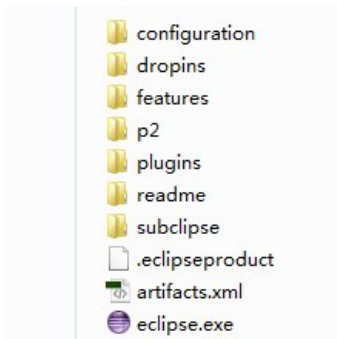 configuration
dropins
features
p2
plugins
readme
subclipse
.eclipseproduct
artifacts.xml
eclipse.exe